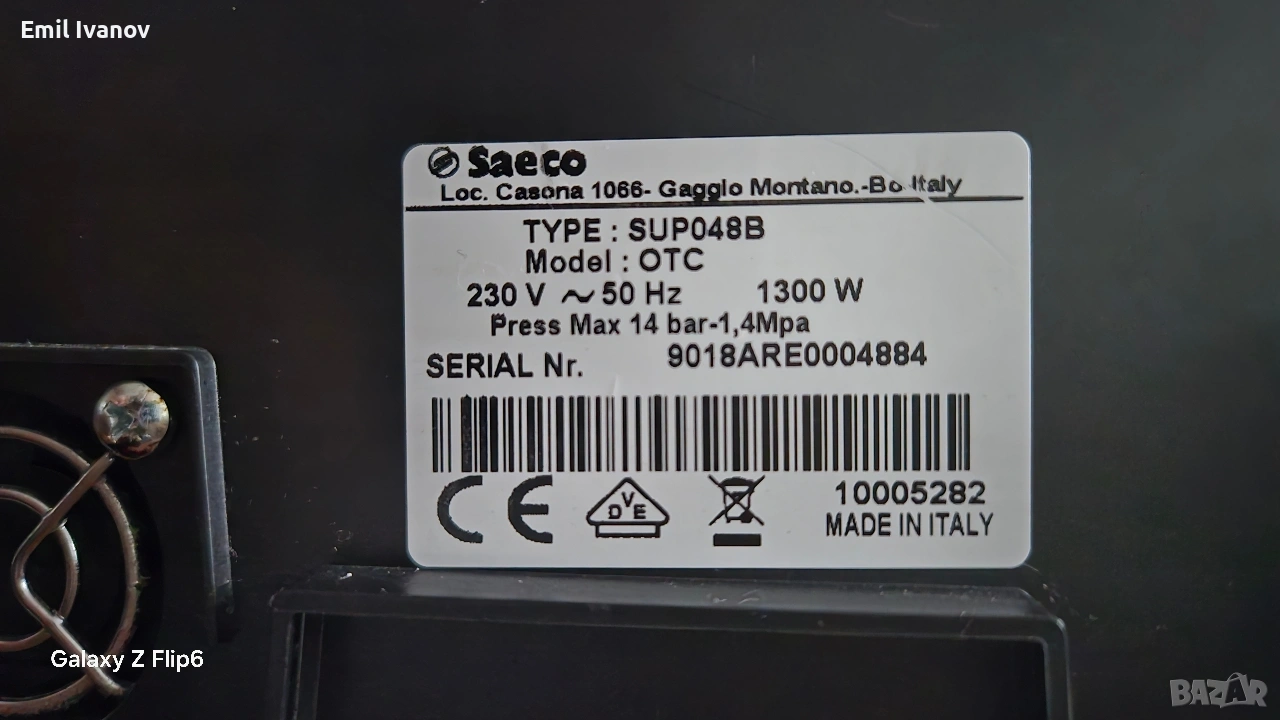 Emil Ivanov
Saeco
Loc. Casona 1066- Gaggio Montano.-Bo Italy
TYPE : SUP048B
Model : OTC
230 V ~ 50 Hz 1300 W
Press Max 14 bar-1,4Mpa
SERIAL Nr. 9018ARE0004884
CE DVE 10005282
MADE IN ITALY
Galaxy Z Flip6
BAZAR